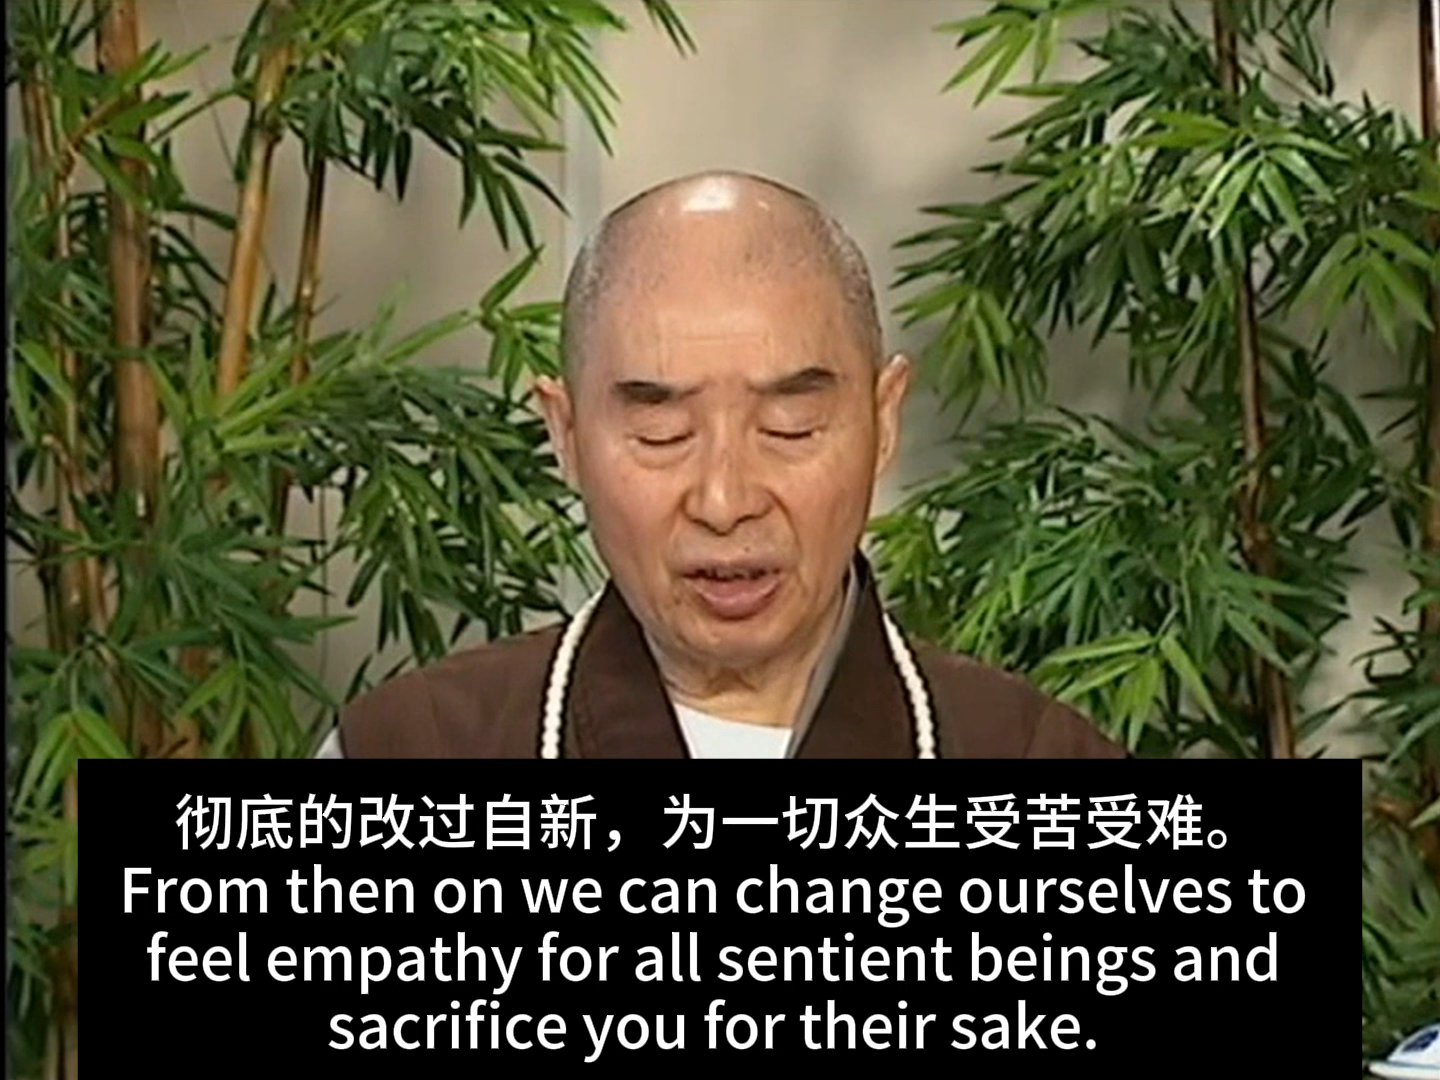 彻底的改过自新，为一切众生受苦受难。
From then on we can change ourselves to
feel empathy for all sentient beings and
sacrifice you for their sake.